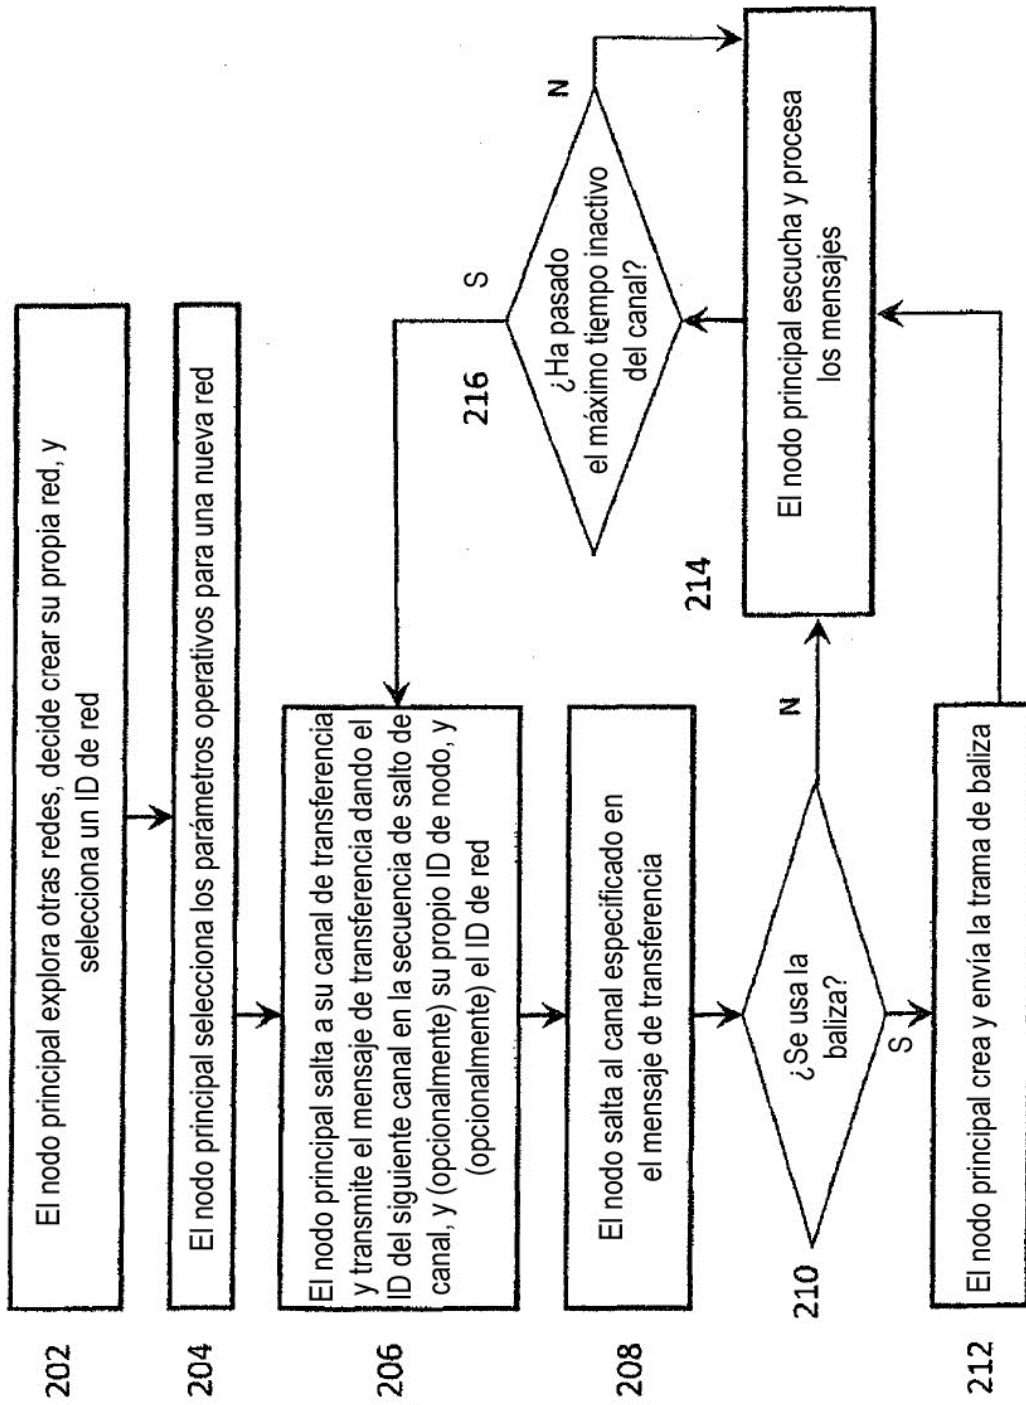 202
El nodo principal explora otras redes, decide crear su propia red, y
selecciona un ID de red
204
El nodo principal selecciona los parámetros operativos para una nueva red
206
El nodo principal salta a su canal de transferencia
y transmite el mensaje de transferencia dando el
ID del siguiente canal en la secuencia de salto de
canal, y (opcionalmente) su propio ID de nodo, y
(opcionalmente) el ID de red
208
El nodo salta al canal especificado en
el mensaje de transferencia
210
¿Se usa la
baliza?
N
S
212
El nodo principal crea y envía la trama de baliza
214
El nodo principal escucha y procesa
los mensajes
216
¿Ha pasado
el máximo tiempo inactivo
del canal?
S
N